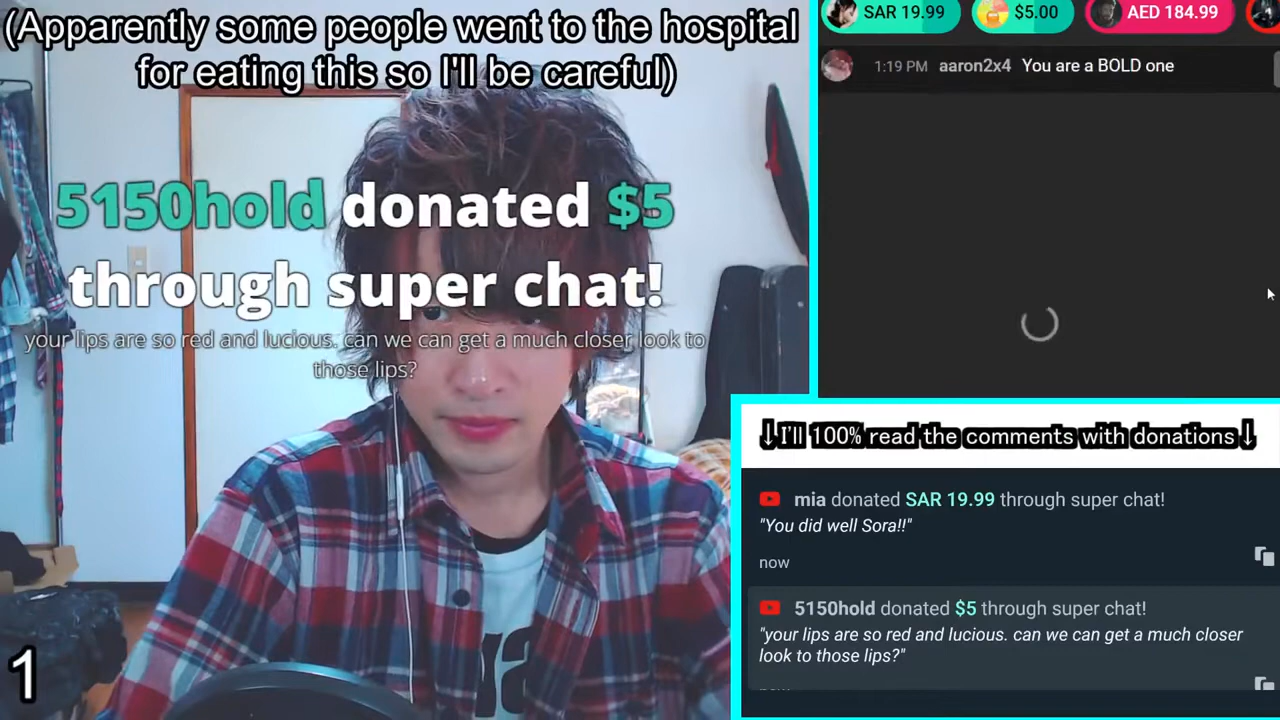 (Apparently some people went to the hospital
for eating this so I'll be careful)
5150hold donated $5
through super chat!
your lips are so red and lucious. can we can get a much closer look to
those lips?
1
SAR 19.99
$5.00
AED 184.99
1:19 PM aaron2x4 You are a BOLD one
↓I'll 100% read the comments with donations↓
mia donated SAR 19.99 through super chat!
"You did well Sora!!"
now
5150hold donated $5 through super chat!
"your lips are so red and lucious. can we can get a much closer
look to those lips?"